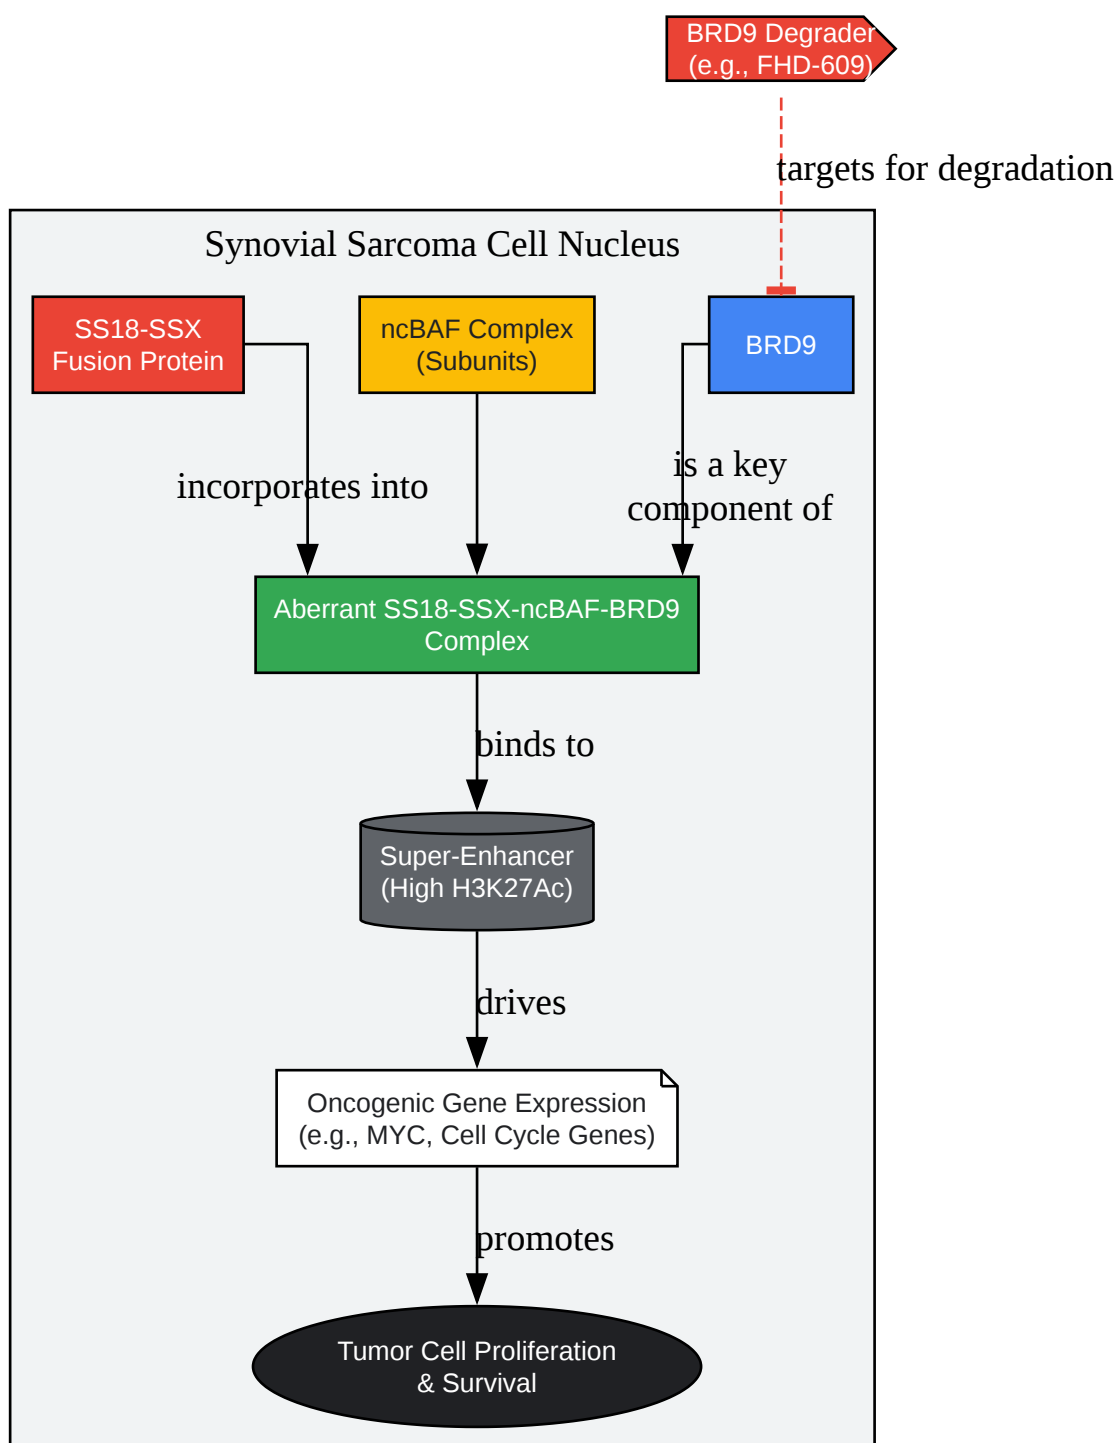 BRD9 Degrader
(e.g., FHD-609)
targets for degradation
Synovial Sarcoma Cell Nucleus
SS18-SSX
Fusion Protein
ncBAF Complex
(Subunits)
BRD9
incorporates into
is a key
component of
Aberrant SS18-SSX-ncBAF-BRD9
Complex
binds to
Super-Enhancer
(High H3K27Ac)
drives
Oncogenic Gene Expression
(e.g., MYC, Cell Cycle Genes)
promotes
Tumor Cell Proliferation
& Survival